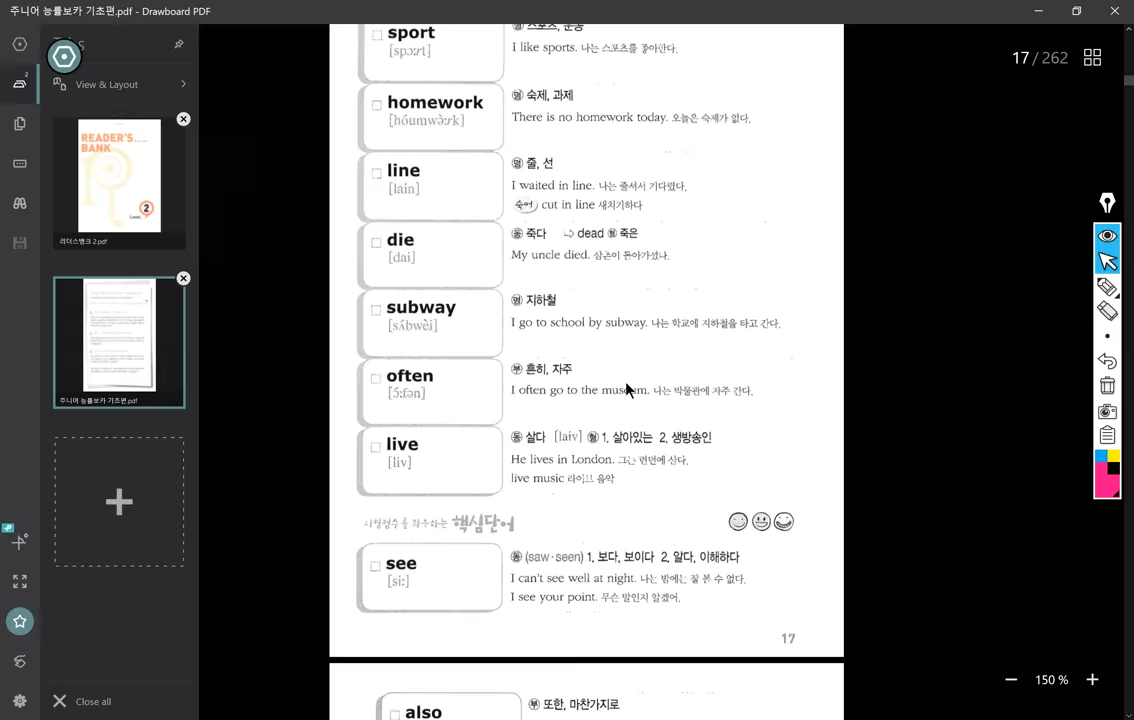 주니어 능률보카 기초편.pdf - Drawboard PDF
View & Layout
READER'S
BANK
Level 2
리더스뱅크 2.pdf
주니어 능률보카 기초편.pdf
Close all
17 / 262
150 %
sport
[spɔːrt]
명 스포츠, 운동
I like sports. 나는 스포츠를 좋아한다.
homework
[hóumwə̀ːrk]
명 숙제, 과제
There is no homework today. 오늘은 숙제가 없다.
line
[lain]
명 줄, 선
I waited in line. 나는 줄서서 기다렸다.
숙어 cut in line 새치기하다
die
[dai]
동 죽다 ⇨ dead 형 죽은
My uncle died. 삼촌이 돌아가셨다.
subway
[sʌ́bwèi]
명 지하철
I go to school by subway. 나는 학교에 지하철을 타고 간다.
often
[ɔ́ːfən]
부 흔히, 자주
I often go to the museum. 나는 박물관에 자주 간다.
live
[liv]
동 살다 [laiv] 형 1. 살아있는 2. 생방송인
He lives in London. 그는 런던에 산다.
live music 라이브 음악
시험점수를 좌우하는 핵심단어
see
[siː]
동 (saw·seen) 1. 보다, 보이다 2. 알다, 이해하다
I can't see well at night. 나는 밤에는 잘 볼 수 없다.
I see your point. 무슨 말인지 알겠어.
17
also
부 또한, 마찬가지로